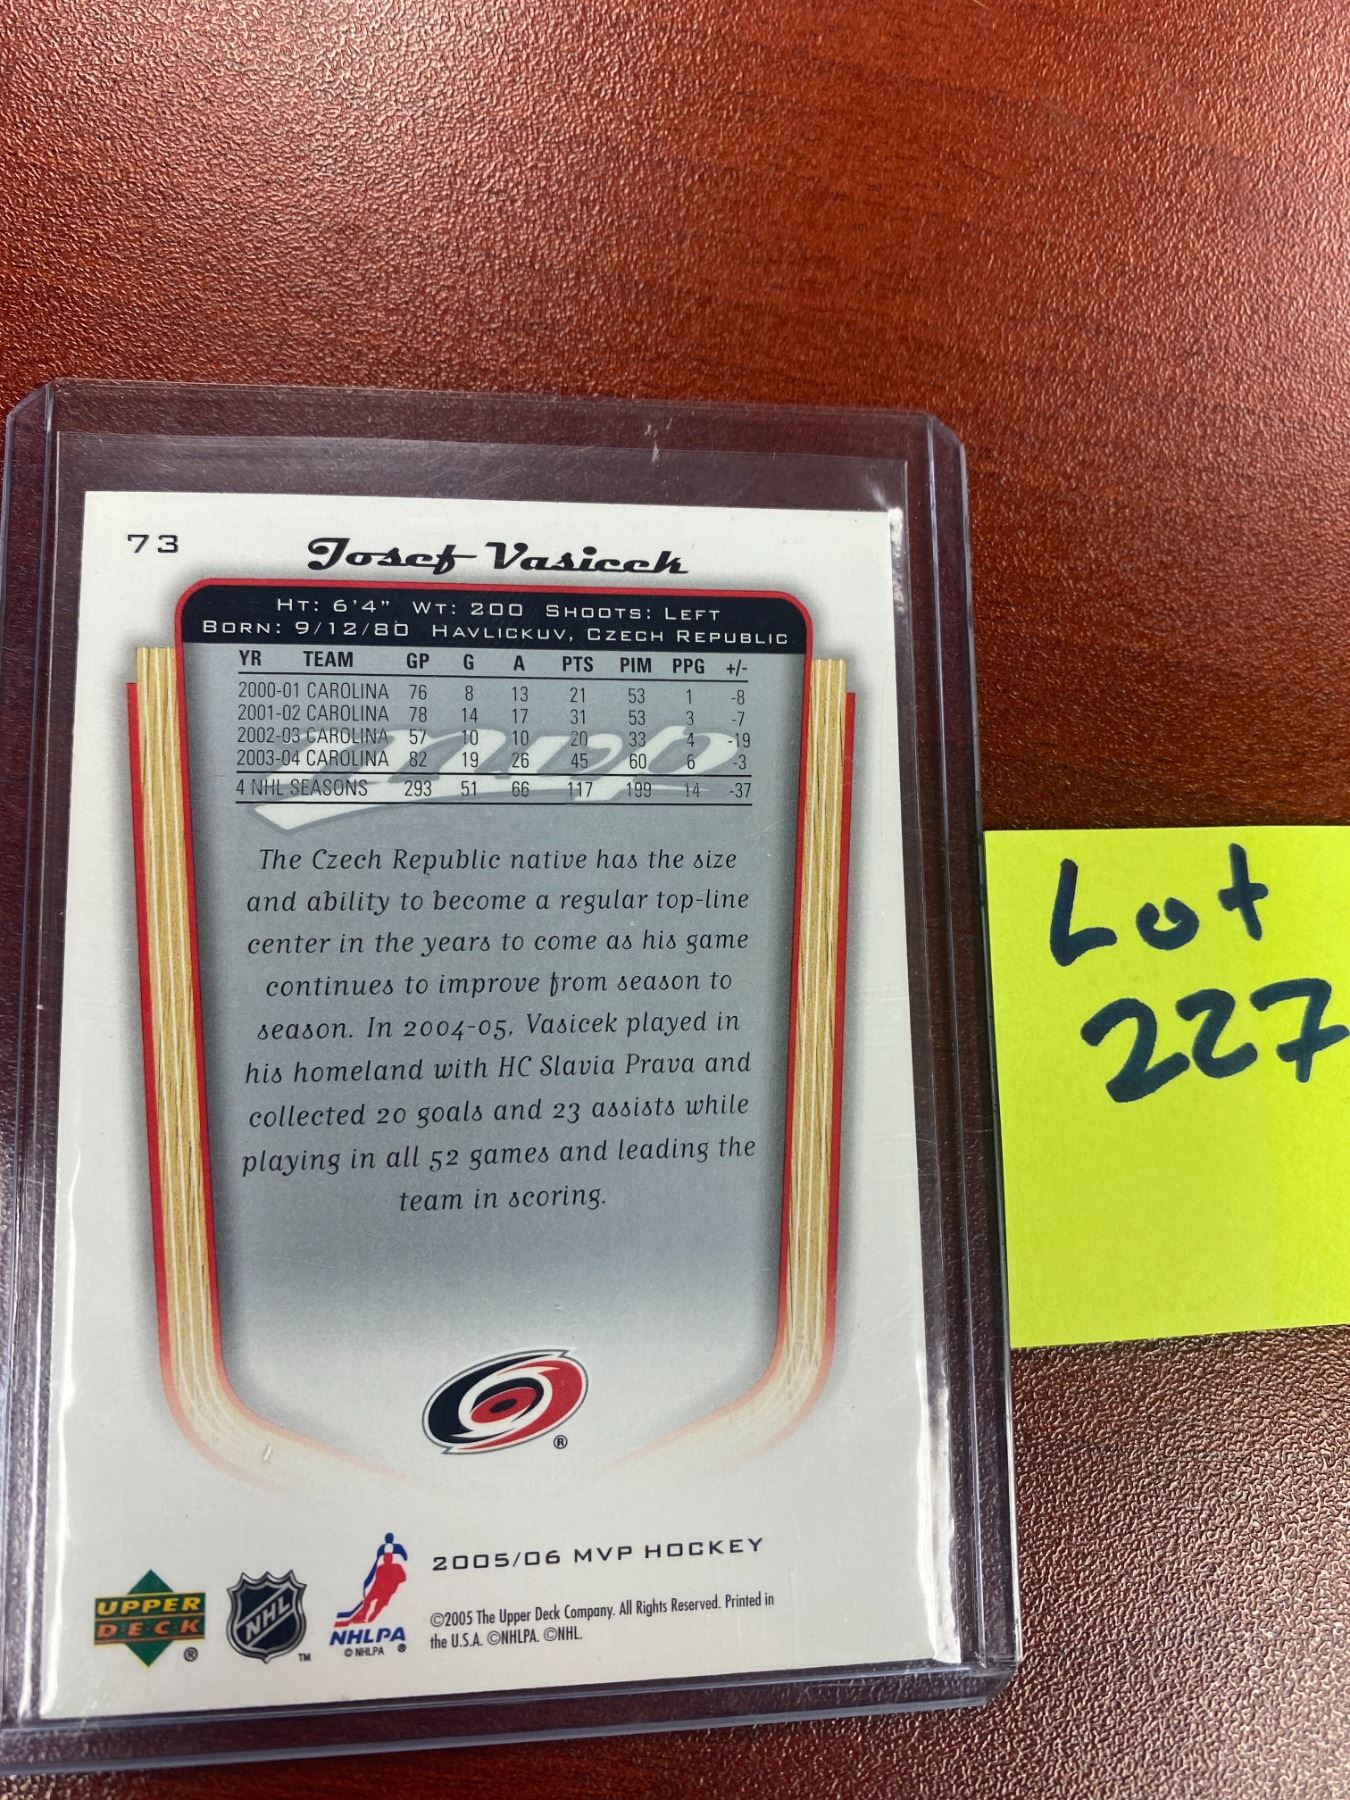 73
Josef Vasicek
HT: 6'4" WT: 200 SHOOTS: LEFT
BORN: 9/12/80 HAVLICKUV, CZECH REPUBLIC
YR TEAM GP G A PTS PIM PPG +/-
2000-01 CAROLINA 76 8 13 21 53 1 -8
2001-02 CAROLINA 78 14 17 31 53 3 -7
2002-03 CAROLINA 57 10 10 20 33 4 -19
2003-04 CAROLINA 82 19 26 45 60 6 -3
4 NHL SEASONS 293 51 66 117 199 14 -37
mvp
The Czech Republic native has the size
and ability to become a regular top-line
center in the years to come as his game
continues to improve from season to
season. In 2004-05, Vasicek played in
his homeland with HC Slavia Prava and
collected 20 goals and 23 assists while
playing in all 52 games and leading the
team in scoring.
®
2005/06 MVP HOCKEY
UPPER
DECK
®
NHL
TM
NHLPA
© NHLPA ®
©2005 The Upper Deck Company. All Rights Reserved. Printed in
the U.S.A. ©NHLPA. ©NHL.
Lot
227